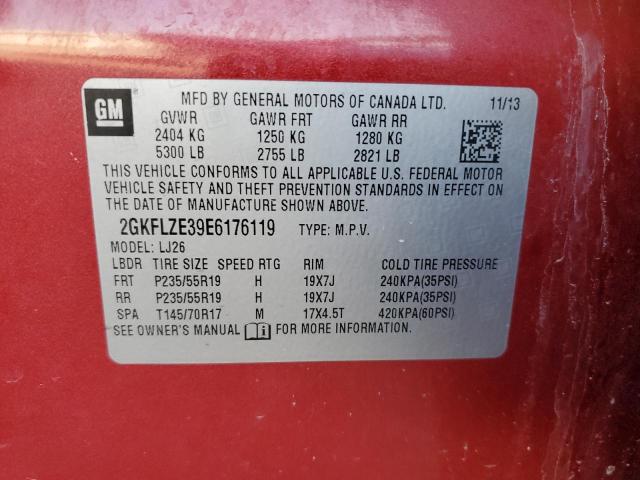 GM
MFD BY GENERAL MOTORS OF CANADA LTD. 11/13
GVWR GAWR FRT GAWR RR
2404 KG 1250 KG 1280 KG
5300 LB 2755 LB 2821 LB
THIS VEHICLE CONFORMS TO ALL APPLICABLE U.S. FEDERAL MOTOR
VEHICLE SAFETY AND THEFT PREVENTION STANDARDS IN EFFECT ON
THE DATE OF MANUFACTURE SHOWN ABOVE.
2GKFLZE39E6176119 TYPE: M.P.V.
MODEL: LJ26
LBDR TIRE SIZE SPEED RTG RIM COLD TIRE PRESSURE
FRT P235/55R19 H 19X7J 240KPA(35PSI)
RR P235/55R19 H 19X7J 240KPA(35PSI)
SPA T145/70R17 M 17X4.5T 420KPA(60PSI)
SEE OWNER'S MANUAL FOR MORE INFORMATION.